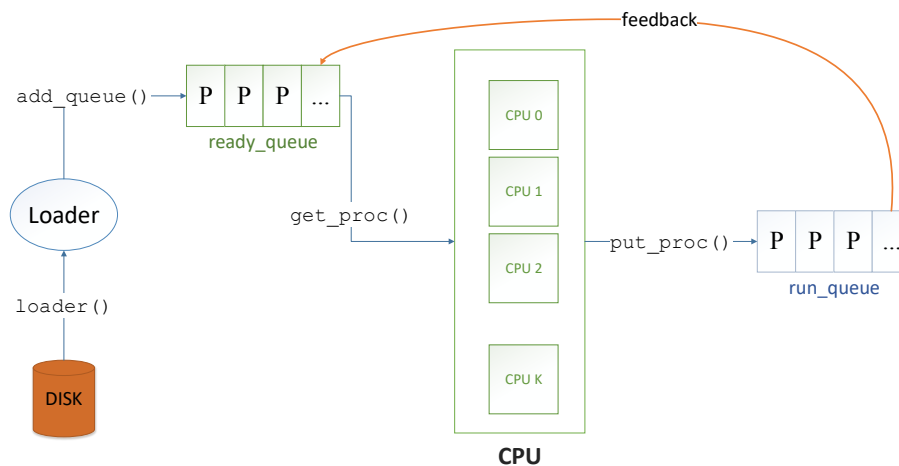 feedback
add_queue()
P P P ...
ready_queue
CPU 0
CPU 1
Loader
get_proc()
CPU 2
put_proc()
P P P ...
run_queue
loader()
CPU K
DISK
CPU